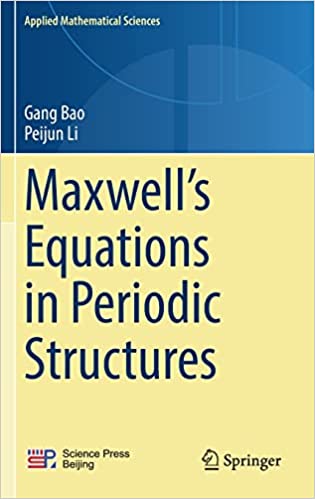 Applied Mathematical Sciences
Gang Bao
Peijun Li
Maxwell's
Equations
in Periodic
Structures
Science Press
Beijing
Springer